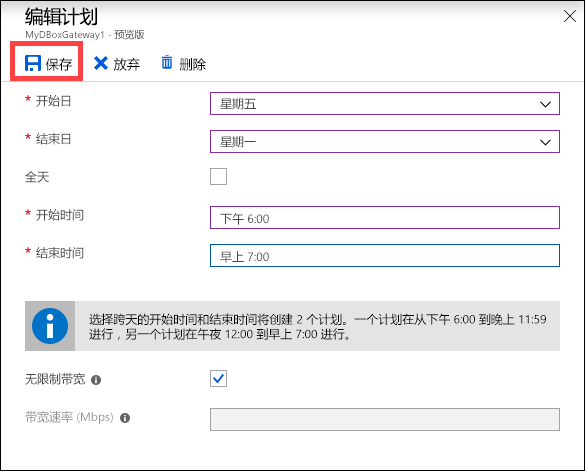 编辑计划
MyDBoxGateway1 - 预览版
保存 放弃 删除
* 开始日 星期五
* 结束日 星期一
全天
* 开始时间 下午 6:00
* 结束时间 早上 7:00
选择跨天的开始时间和结束时间将创建 2 个计划。一个计划在从下午 6:00 到晚上 11:59
进行，另一个计划在午夜 12:00 到早上 7:00 进行。
无限制带宽
带宽速率 (Mbps)